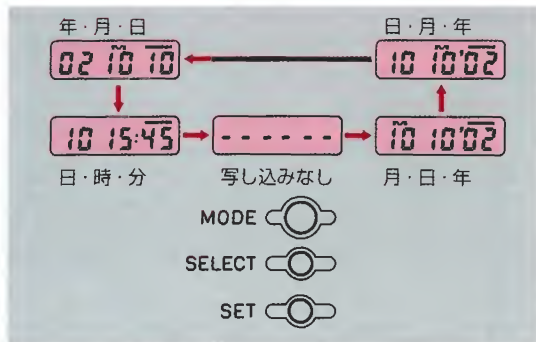 年・月・日 日・月・年
02 10 10 10 10'02
10 15:45 - - - - - - 10 10'02
日・時・分 写し込みなし 月・日・年
MODE
SELECT
SET